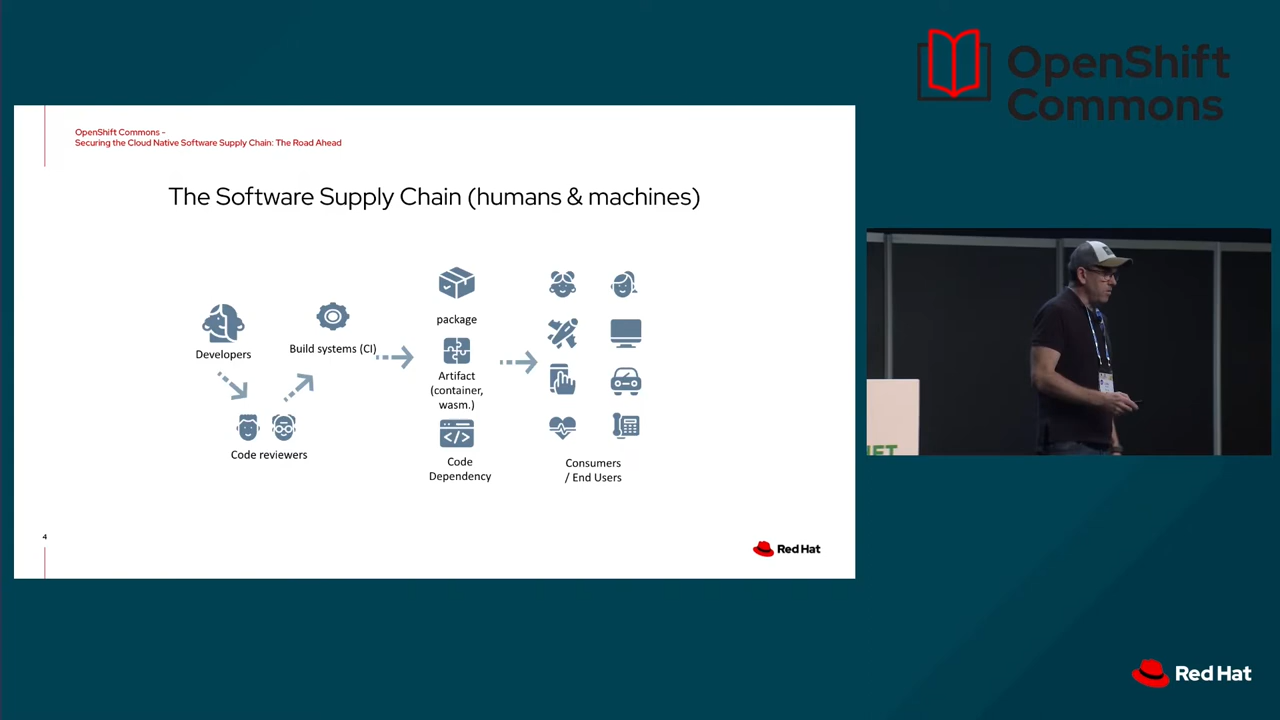 OpenShift
Commons
OpenShift Commons -
Securing the Cloud Native Software Supply Chain: The Road Ahead
The Software Supply Chain (humans & machines)
Developers
Code reviewers
Build systems (CI)
package
Artifact
(container,
wasm.)
</>
Code
Dependency
Consumers
/ End Users
4
Red Hat
Red Hat